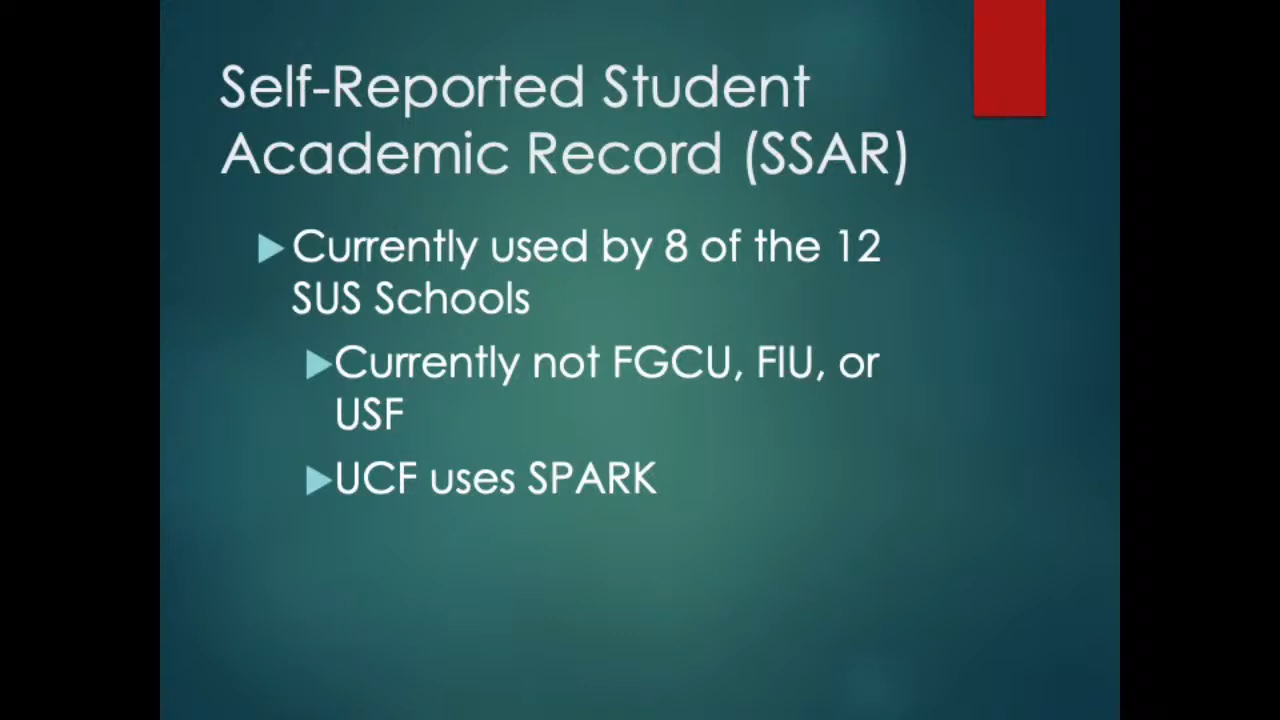 Self-Reported Student
Academic Record (SSAR)
Currently used by 8 of the 12
SUS Schools
Currently not FGCU, FIU, or
USF
UCF uses SPARK